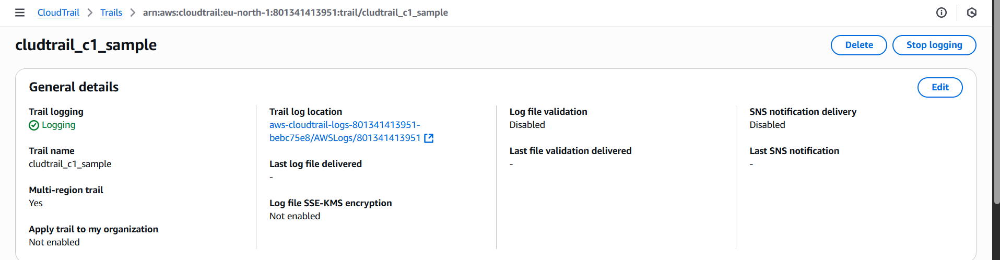 CloudTrail > Trails > arn:aws:cloudtrail:eu-north-1:801341413951:trail/cludtrail_c1_sample
cludtrail_c1_sample
Delete
Stop logging
General details
Edit
Trail logging
Logging
Trail name
cludtrail_c1_sample
Multi-region trail
Yes
Apply trail to my organization
Not enabled
Trail log location
aws-cloudtrail-logs-801341413951-
bebc75e8/AWSLogs/801341413951
Last log file delivered
-
Log file SSE-KMS encryption
Not enabled
Log file validation
Disabled
Last file validation delivered
-
SNS notification delivery
Disabled
Last SNS notification
-